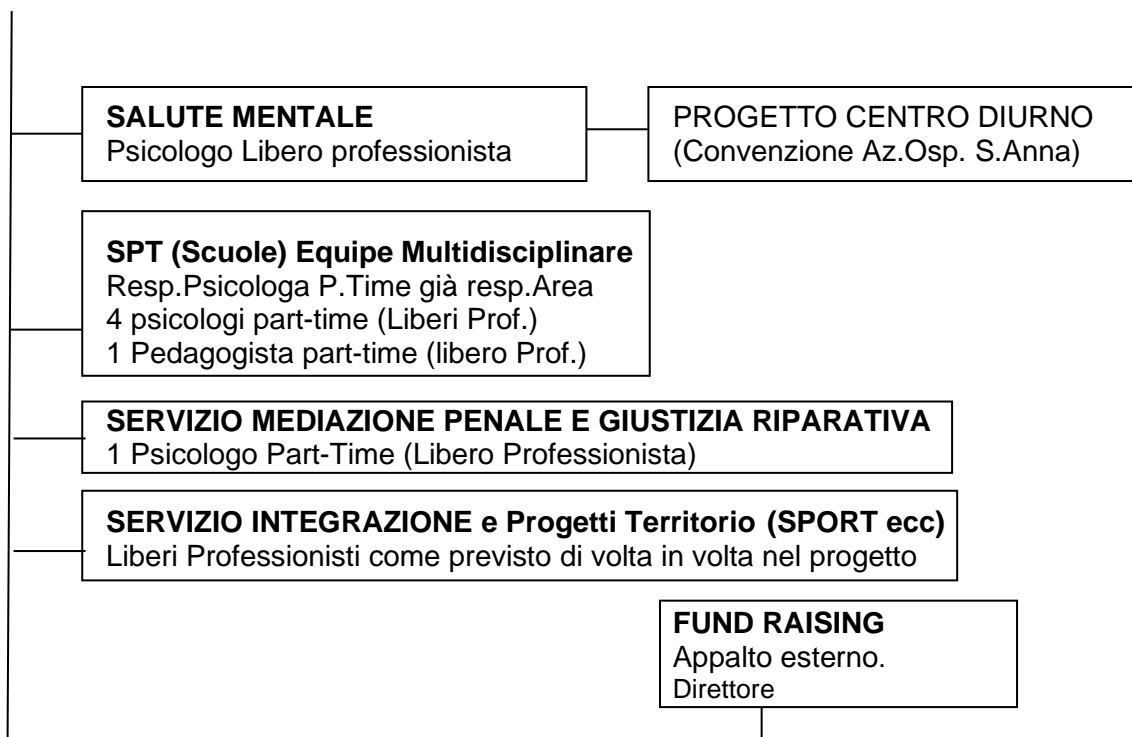 SALUTE MENTALE
Psicologo Libero professionista
PROGETTO CENTRO DIURNO
(Convenzione Az.Osp. S.Anna)
SPT (Scuole) Equipe Multidisciplinare
Resp.Psicologa P.Time già resp.Area
4 psicologi part-time (Liberi Prof.)
1 Pedagogista part-time (libero Prof.)
SERVIZIO MEDIAZIONE PENALE E GIUSTIZIA RIPARATIVA
1 Psicologo Part-Time (Libero Professionista)
SERVIZIO INTEGRAZIONE e Progetti Territorio (SPORT ecc)
Liberi Professionisti come previsto di volta in volta nel progetto
FUND RAISING
Appalto esterno.
Direttore